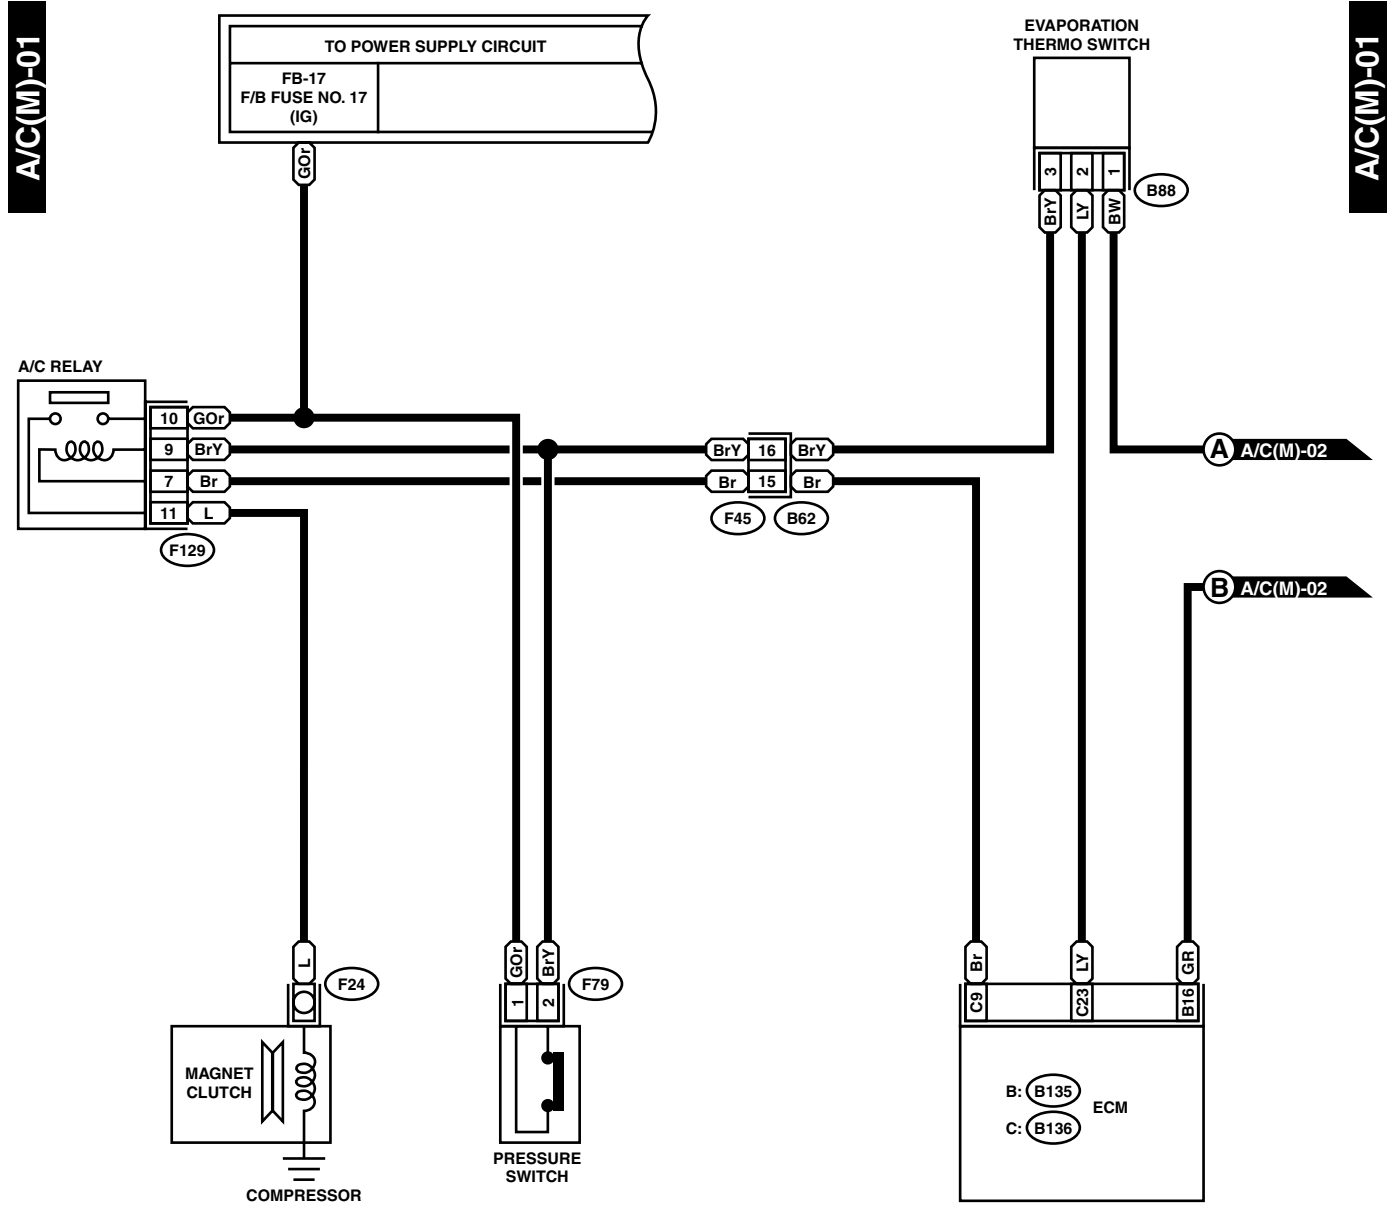 A/C(M)-01
A/C(M)-01
TO POWER SUPPLY CIRCUIT
FB-17
F/B FUSE NO. 17
(IG)
GOr
EVAPORATION
THERMO SWITCH
3
2
1
B88
BrY
LY
BW
A/C RELAY
10
GOr
9
BrY
7
Br
11
L
F129
BrY
16
BrY
Br
15
Br
F45
B62
A
A/C(M)-02
B
A/C(M)-02
L
F24
MAGNET
CLUTCH
COMPRESSOR
GOr
BrY
1
2
F79
PRESSURE
SWITCH
Br
LY
GR
C9
C23
B16
B:
B135
C:
B136
ECM